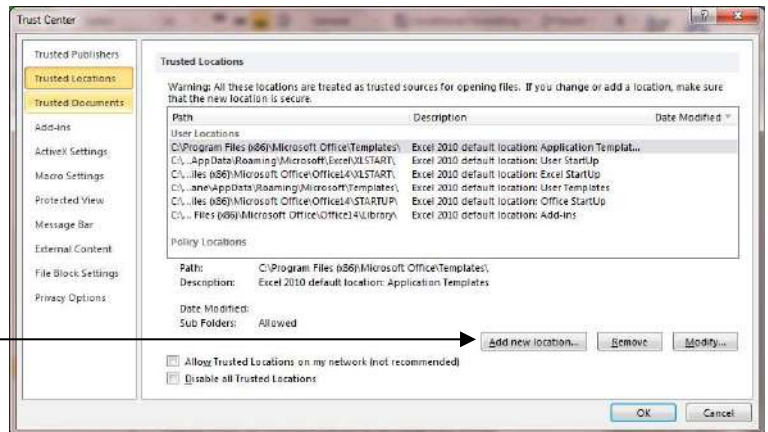 Trust Center
Trusted Publishers
Trusted Locations
Trusted Documents
Add-ins
ActiveX Settings
Macro Settings
Protected View
Message Bar
External Content
File Block Settings
Privacy Options
Trusted Locations
Warning: All these locations are treated as trusted sources for opening files. If you change or add a location, make sure
that the new location is secure.
Path Description Date Modified
User Locations
C:\Program Files (x86)\Microsoft Office\Templates\ Excel 2010 default location: Application Templat...
C:\...AppData\Roaming\Microsoft\Excel\XLSTART\ Excel 2010 default location: User StartUp
C:\...iles (x86)\Microsoft Office\Office14\XLSTART\ Excel 2010 default location: Excel StartUp
C:\...ane\AppData\Roaming\Microsoft\Templates\ Excel 2010 default location: User Templates
C:\...iles (x86)\Microsoft Office\Office14\STARTUP\ Excel 2010 default location: Office StartUp
C:\... Files (x86)\Microsoft Office\Office14\Library\ Excel 2010 default location: Add-ins
Policy Locations
Path: C:\Program Files (x86)\Microsoft Office\Templates\
Description: Excel 2010 default location: Application Templates
Date Modified:
Sub Folders: Allowed
Add new location... Remove Modify...
Allow Trusted Locations on my network (not recommended)
Disable all Trusted Locations
OK Cancel